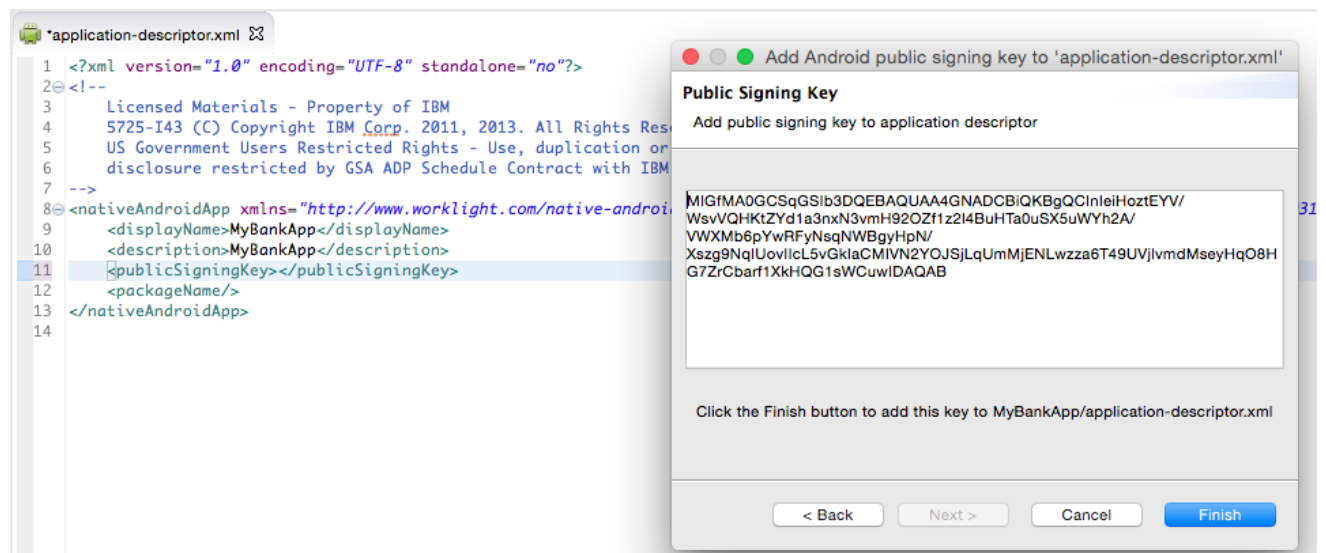 *application-descriptor.xml
1 <?xml version="1.0" encoding="UTF-8" standalone="no"?>
2 <!--
3 Licensed Materials - Property of IBM
4 5725-I43 (C) Copyright IBM Corp. 2011, 2013. All Rights Res
5 US Government Users Restricted Rights - Use, duplication or
6 disclosure restricted by GSA ADP Schedule Contract with IBM
7 -->
8 <nativeAndroidApp xmlns="http://www.worklight.com/native-androi
9 <displayName>MyBankApp</displayName>
10 <description>MyBankApp</description>
11 <publicSigningKey></publicSigningKey>
12 <packageName/>
13 </nativeAndroidApp>
14
Add Android public signing key to 'application-descriptor.xml'
Public Signing Key
Add public signing key to application descriptor
MIGfMA0GCSqGSIb3DQEBAQUAA4GNADCBiQKBgQCInIeiHoztEYV/
WsvVQHKtZYd1a3nxN3vmH92OZf1z2I4BuHTa0uSX5uWYh2A/
VWXMb6pYwRFyNsqNWBgyHpN/
Xszg9NqIUovIIcL5vGkIaCMIVN2YOJSjLqUmMjENLwzza6T49UVjIvmdMseyHqO8H
G7ZrCbarf1XkHQG1sWCuwIDAQAB
Click the Finish button to add this key to MyBankApp/application-descriptor.xml
< Back
Next >
Cancel
Finish
31